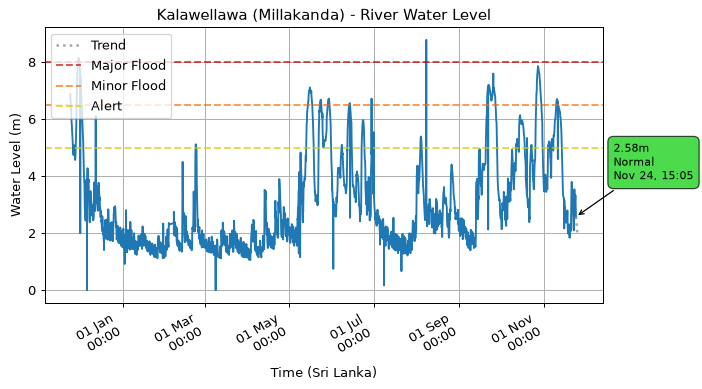 Kalawellawa (Millakanda) - River Water Level
Trend
Major Flood
Minor Flood
Alert
8
6
4
2
0
Water Level (m)
2.58m
Normal
Nov 24, 15:05
01 Jan
00:00
01 Mar
00:00
01 May
00:00
01 Jul
00:00
01 Sep
00:00
01 Nov
00:00
Time (Sri Lanka)